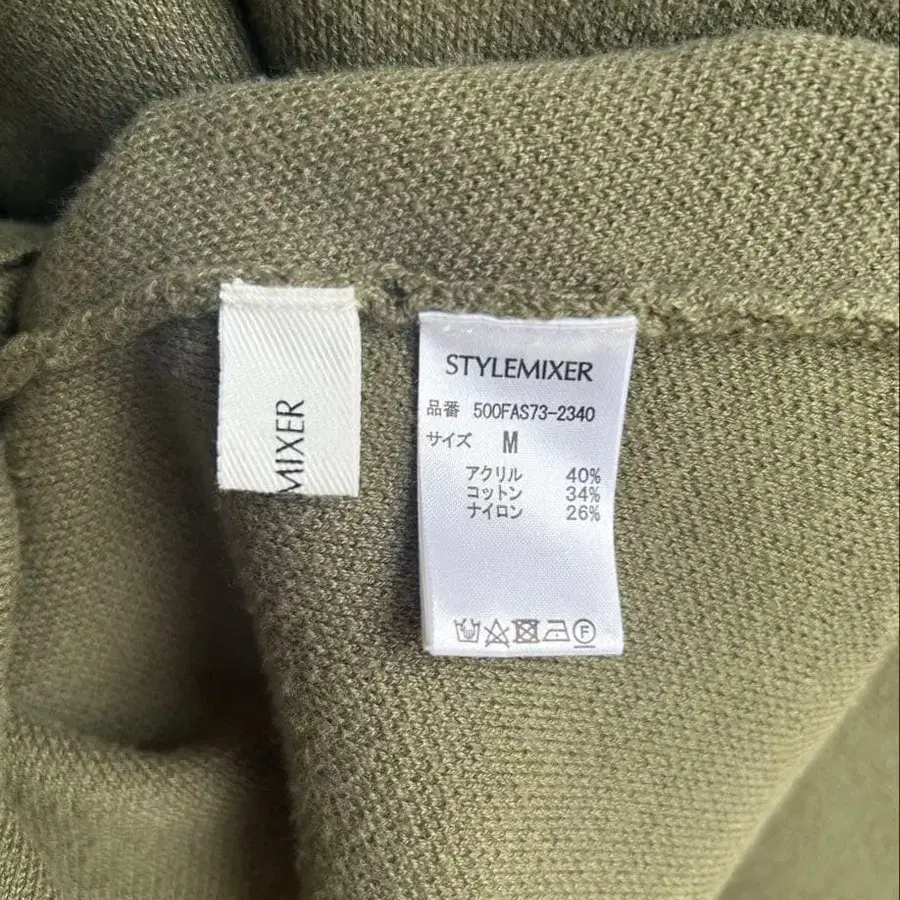 MIXER
STYLEMIXER
品番 500FAS73-2340
サイズ M
アクリル 40%
コットン 34%
ナイロン 26%
F